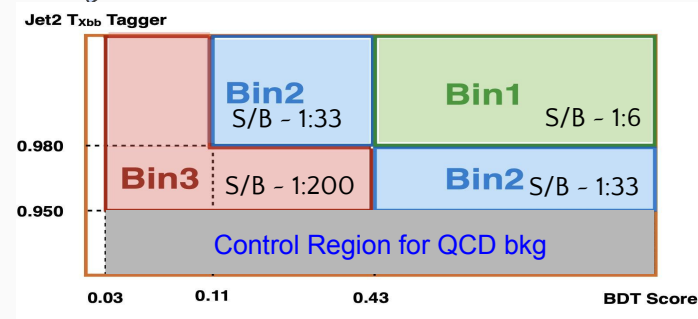 Jet2 TXbb Tagger
Bin2
S/B ~ 1:33
Bin1
S/B ~ 1:6
0.980
Bin3
S/B ~ 1:200
Bin2 S/B ~ 1:33
0.950
Control Region for QCD bkg
0.03 0.11 0.43 BDT Score